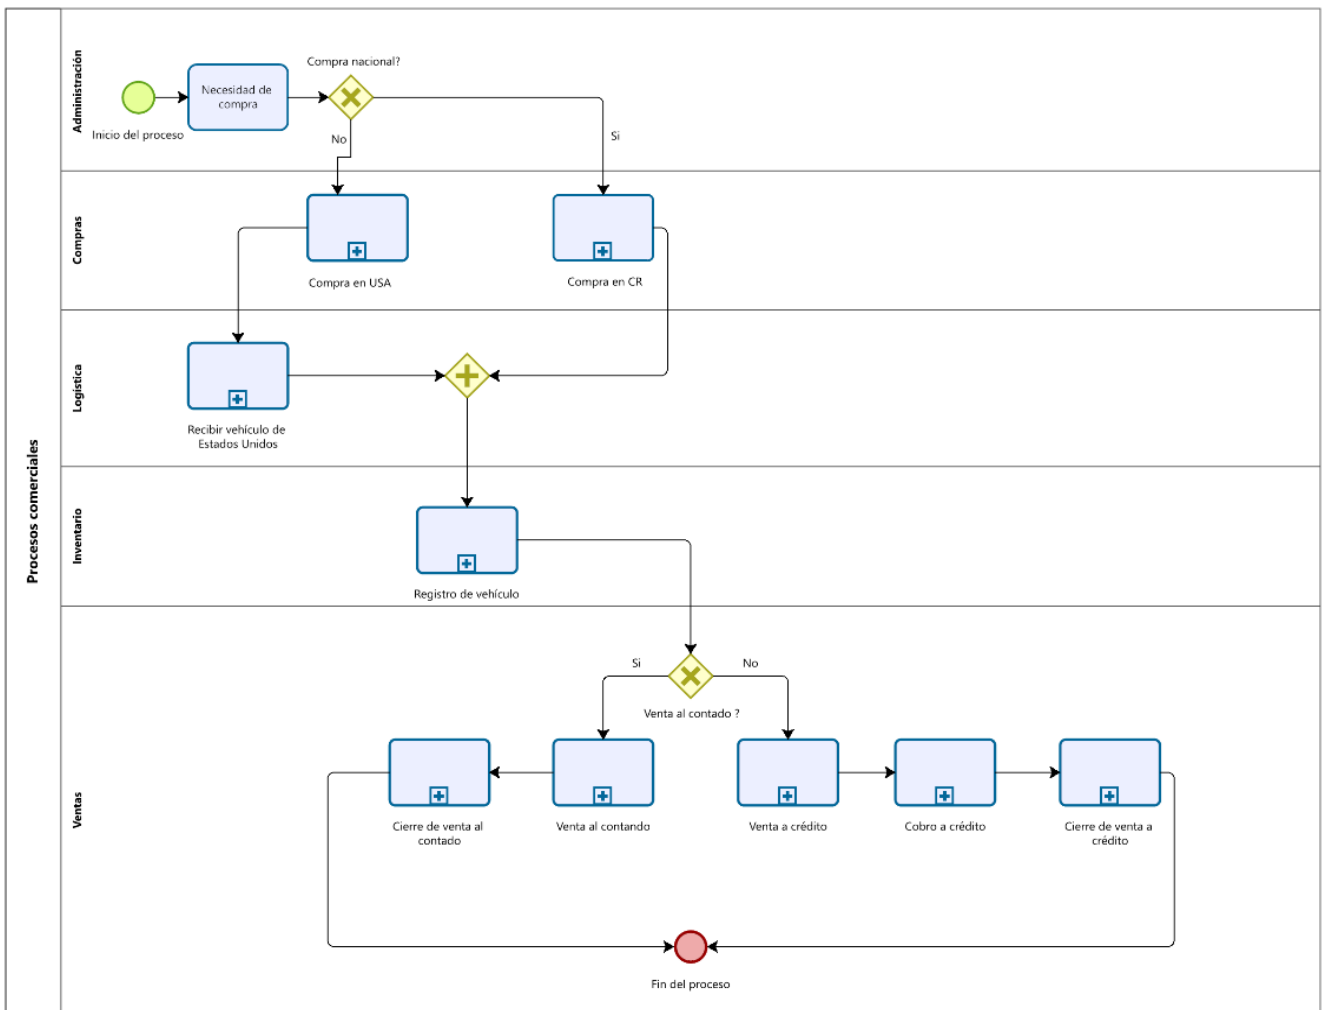 Procesos comerciales
Administración
Compra nacional?
Necesidad de
compra
Inicio del proceso
No
Si
Compras
Compra en USA
Compra en CR
Logística
Recibir vehículo de
Estados Unidos
Inventario
Registro de vehículo
Ventas
Si
No
Venta al contado ?
Cierre de venta al
contado
Venta al contando
Venta a crédito
Cobro a crédito
Cierre de venta a
crédito
Fin del proceso